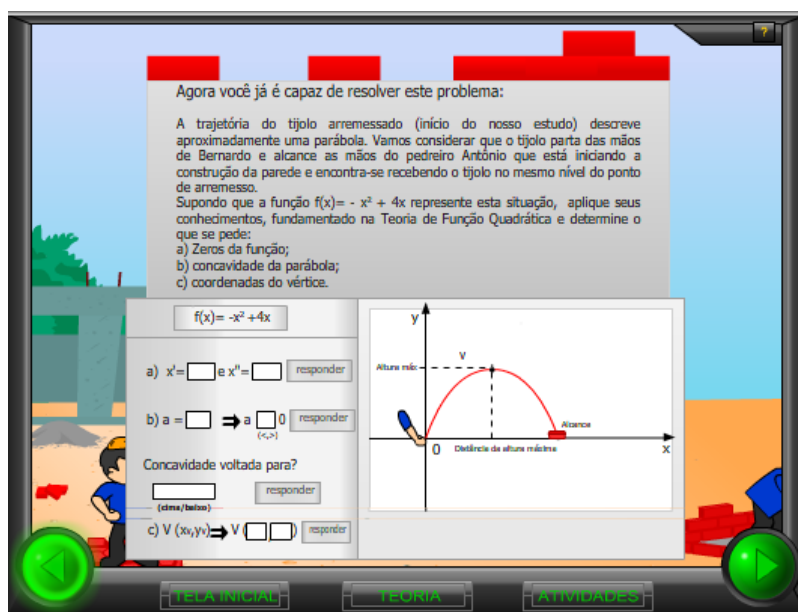 ?
Agora você já é capaz de resolver este problema:
A trajetória do tijolo arremessado (início do nosso estudo) descreve
aproximadamente uma parábola. Vamos considerar que o tijolo parta das mãos
de Bernardo e alcance as mãos do pedreiro Antônio que está iniciando a
construção da parede e encontra-se recebendo o tijolo no mesmo nível do ponto
de arremesso.
Supondo que a função f(x)= - x² + 4x represente esta situação, aplique seus
conhecimentos, fundamentado na Teoria de Função Quadrática e determine o
que se pede:
a) Zeros da função;
b) concavidade da parábola;
c) coordenadas do vértice.
f(x)= -x² +4x
a) x'= e x''= responder
b) a = ⇒ a 0 responder
(<,>)
Concavidade voltada para?
responder
(cima/baixo)
c) V (xv,yv)⇒ V ( , ) responder
y
V
Altura máx
Alcance
0 Distância da altura máxima x
TELA INICIAL TEORIA ATIVIDADES